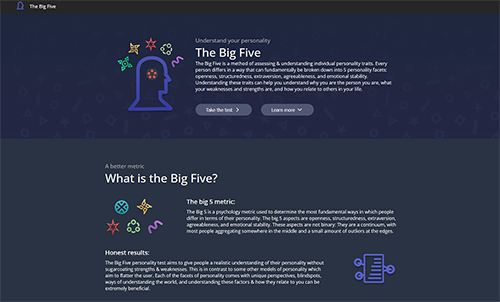 The Big Five
Understand your personality
The Big Five
The Big Five is a method of assessing & understanding individual personality traits. Every
person differs in a way that can fundamentally be broken down into 5 personality facets:
openness, structuredness, extraversion, agreeableness, and emotional stability.
Understanding these traits can help you understand why you are the person you are, what
your weaknesses and strengths are, and how you relate to others in your life.
Take the test
Learn more
A better metric
What is the Big Five?
The big 5 metric:
The Big 5 is a psychology metric used to determine the most fundamental ways in which people
differ in terms of their personality. The big 5 aspects are openness, structuredness, extraversion,
agreeableness, and emotional stability. These aspects are not binary: They are a continuum, with
most people aggregating somewhere in the middle and a small amount of outliers at the edges.
Honest results:
The Big Five personality test aims to give people a realistic understanding of their personality without
sugarcoating strengths & weaknesses. This is in contrast to some other models of personality which
aim to flatter the user. Each of the facets of personality comes with unique perspectives, blindspots,
ways of understanding the world, and understanding these factors & how they relate to you can be
extremely beneficial.